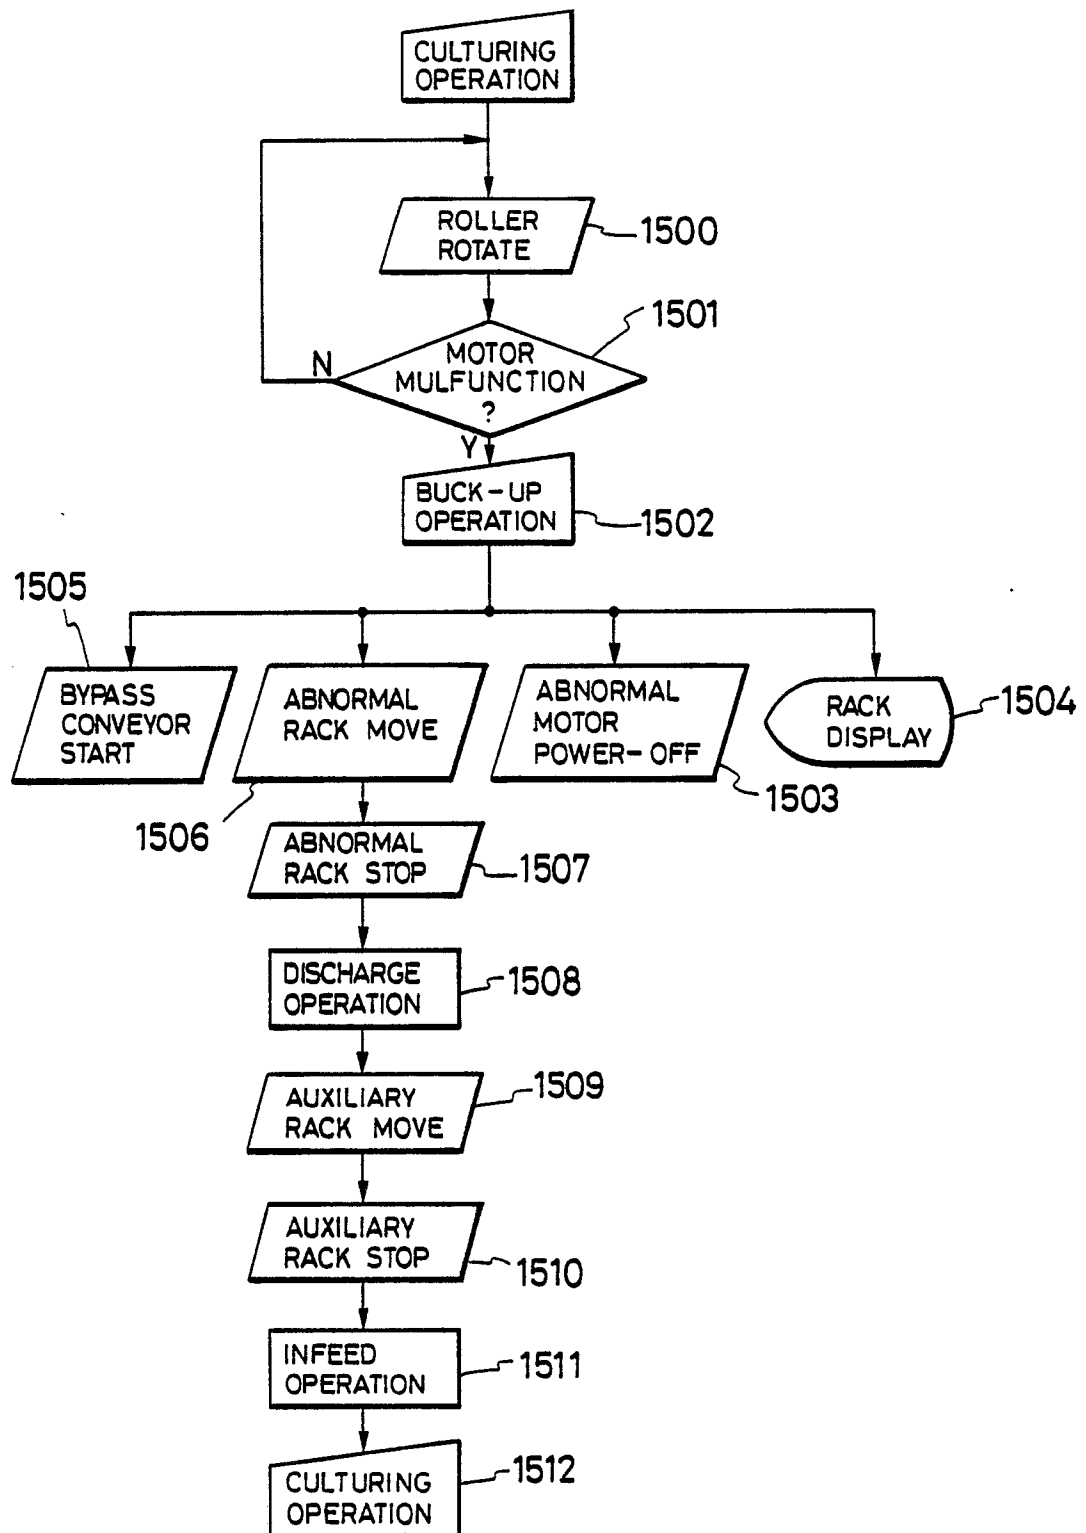 CULTURING
OPERATION
ROLLER
ROTATE
1500
1501
MOTOR
MULFUNCTION
?
N
Y
BUCK-UP
OPERATION
1502
1505
BYPASS
CONVEYOR
START
ABNORMAL
RACK MOVE
1506
ABNORMAL
MOTOR
POWER-OFF
1503
RACK
DISPLAY
1504
ABNORMAL
RACK STOP
1507
DISCHARGE
OPERATION
1508
AUXILIARY
RACK MOVE
1509
AUXILIARY
RACK STOP
1510
INFEED
OPERATION
1511
CULTURING
OPERATION
1512